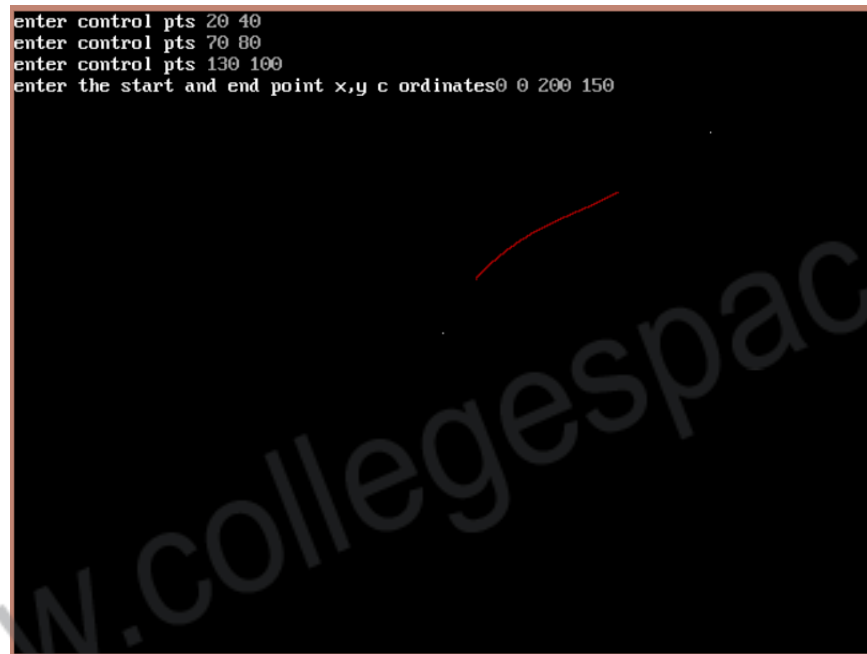 enter control pts 20 40
enter control pts 70 80
enter control pts 130 100
enter the start and end point x,y c ordinates0 0 200 150
w.collegespac